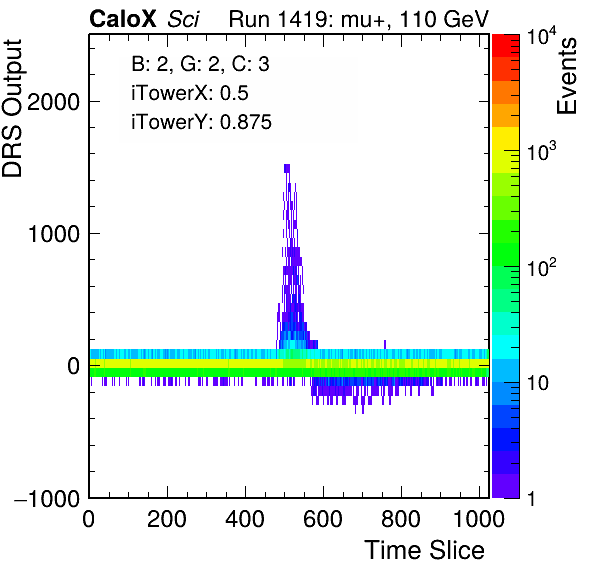 CaloX Sci Run 1419: mu+, 110 GeV
B: 2, G: 2, C: 3
iTowerX: 0.5
iTowerY: 0.875
DRS Output
2000
1000
0
−1000
0 200 400 600 800 1000
Time Slice
Events
10^4
10^3
10^2
10
1